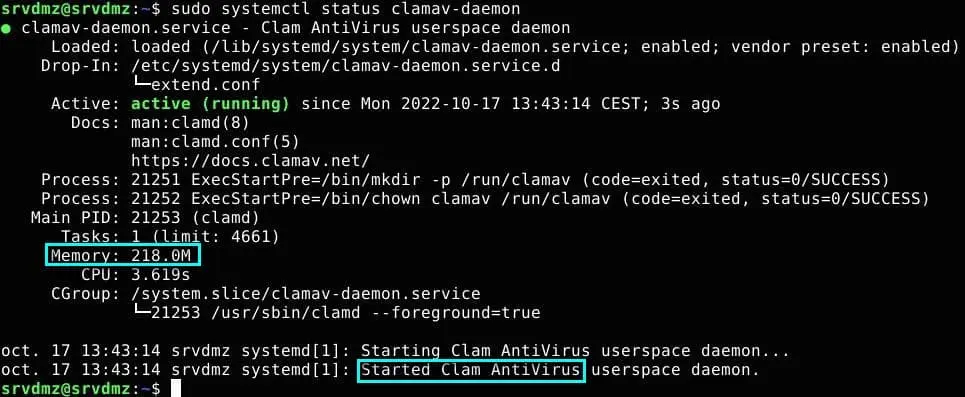 srvdmz@srvdmz:~$ sudo systemctl status clamav-daemon
● clamav-daemon.service - Clam AntiVirus userspace daemon
     Loaded: loaded (/lib/systemd/system/clamav-daemon.service; enabled; vendor preset: enabled)
    Drop-In: /etc/systemd/system/clamav-daemon.service.d
             └─extend.conf
     Active: active (running) since Mon 2022-10-17 13:43:14 CEST; 3s ago
       Docs: man:clamd(8)
             man:clamd.conf(5)
             https://docs.clamav.net/
    Process: 21251 ExecStartPre=/bin/mkdir -p /run/clamav (code=exited, status=0/SUCCESS)
    Process: 21252 ExecStartPre=/bin/chown clamav /run/clamav (code=exited, status=0/SUCCESS)
   Main PID: 21253 (clamd)
      Tasks: 1 (limit: 4661)
     Memory: 218.0M
        CPU: 3.619s
     CGroup: /system.slice/clamav-daemon.service
             └─21253 /usr/sbin/clamd --foreground=true
oct. 17 13:43:14 srvdmz systemd[1]: Starting Clam AntiVirus userspace daemon...
oct. 17 13:43:14 srvdmz systemd[1]: Started Clam AntiVirus userspace daemon.
srvdmz@srvdmz:~$